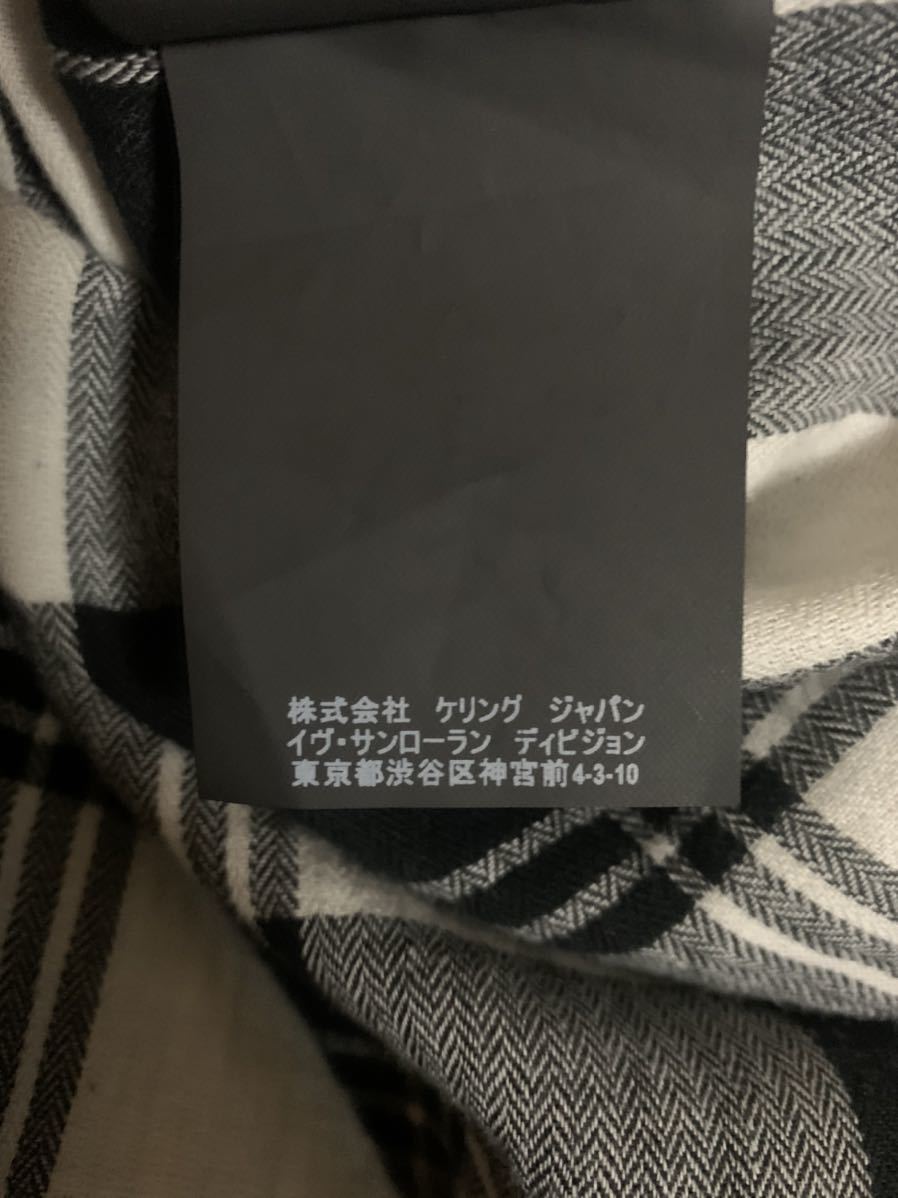 株式会社 ケリング ジャパン
イヴ・サンローラン ディビジョン
東京都渋谷区神宮前4-3-10